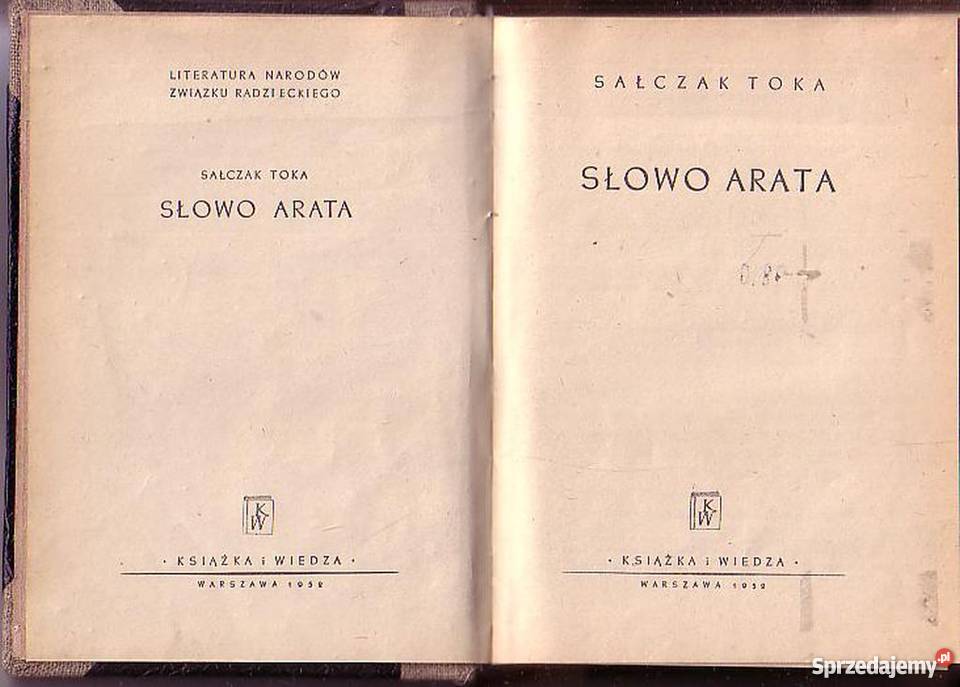 LITERATURA NARODÓW
ZWIĄZKU RADZIECKIEGO
SAŁCZAK TOKA
SŁOWO ARATA
KW
· KSIĄŻKA i WIEDZA ·
WARSZAWA 1952
SAŁCZAK TOKA
SŁOWO ARATA
KW
· KSIĄŻKA i WIEDZA ·
WARSZAWA 1952
Sprzedajemy.pl